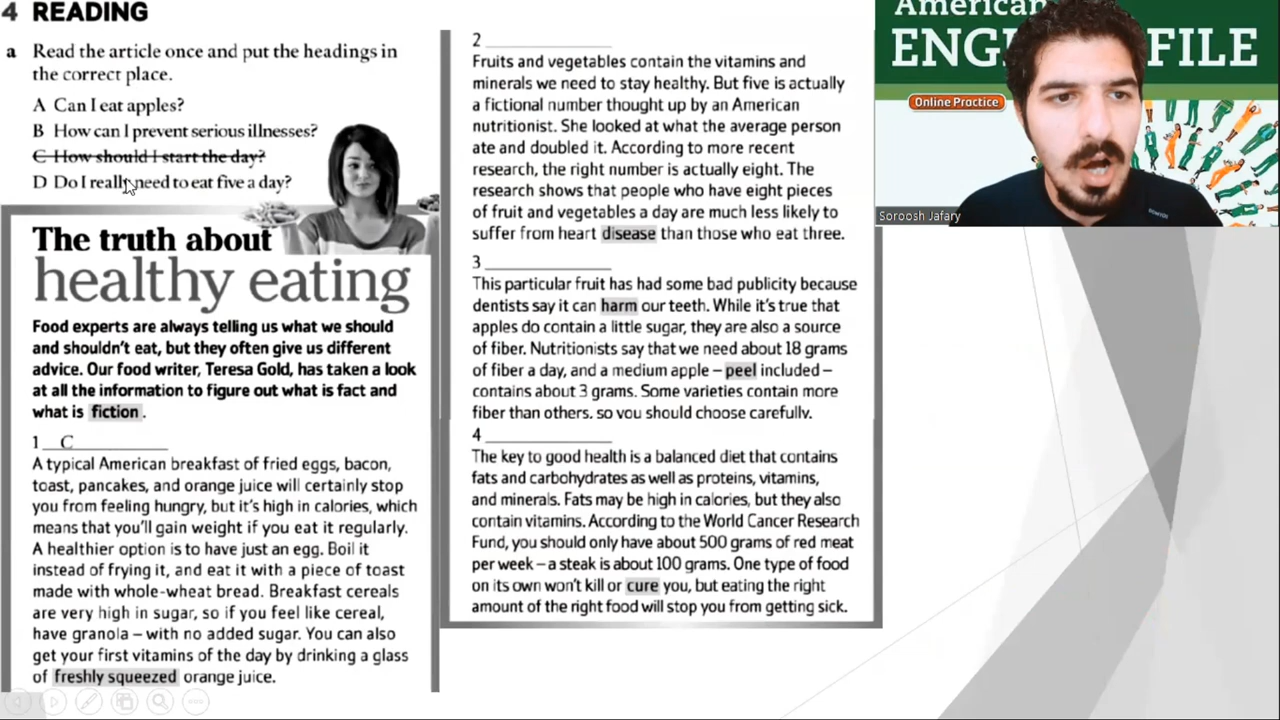 4 READING
a Read the article once and put the headings in
the correct place.
A Can I eat apples?
B How can I prevent serious illnesses?
C How should I start the day?
D Do I really need to eat five a day?
The truth about
healthy eating
Food experts are always telling us what we should
and shouldn't eat, but they often give us different
advice. Our food writer, Teresa Gold, has taken a look
at all the information to figure out what is fact and
what is fiction.
1 C
A typical American breakfast of fried eggs, bacon,
toast, pancakes, and orange juice will certainly stop
you from feeling hungry, but it's high in calories, which
means that you'll gain weight if you eat it regularly.
A healthier option is to have just an egg. Boil it
instead of frying it, and eat it with a piece of toast
made with whole-wheat bread. Breakfast cereals
are very high in sugar, so if you feel like cereal,
have granola – with no added sugar. You can also
get your first vitamins of the day by drinking a glass
of freshly squeezed orange juice.
2
Fruits and vegetables contain the vitamins and
minerals we need to stay healthy. But five is actually
a fictional number thought up by an American
nutritionist. She looked at what the average person
ate and doubled it. According to more recent
research, the right number is actually eight. The
research shows that people who have eight pieces
of fruit and vegetables a day are much less likely to
suffer from heart disease than those who eat three.
3
This particular fruit has had some bad publicity because
dentists say it can harm our teeth. While it's true that
apples do contain a little sugar, they are also a source
of fiber. Nutritionists say that we need about 18 grams
of fiber a day, and a medium apple – peel included –
contains about 3 grams. Some varieties contain more
fiber than others, so you should choose carefully.
4
The key to good health is a balanced diet that contains
fats and carbohydrates as well as proteins, vitamins,
and minerals. Fats may be high in calories, but they also
contain vitamins. According to the World Cancer Research
Fund, you should only have about 500 grams of red meat
per week – a steak is about 100 grams. One type of food
on its own won't kill or cure you, but eating the right
amount of the right food will stop you from getting sick.
American
ENG FILE
Online Practice
Soroosh Jafary